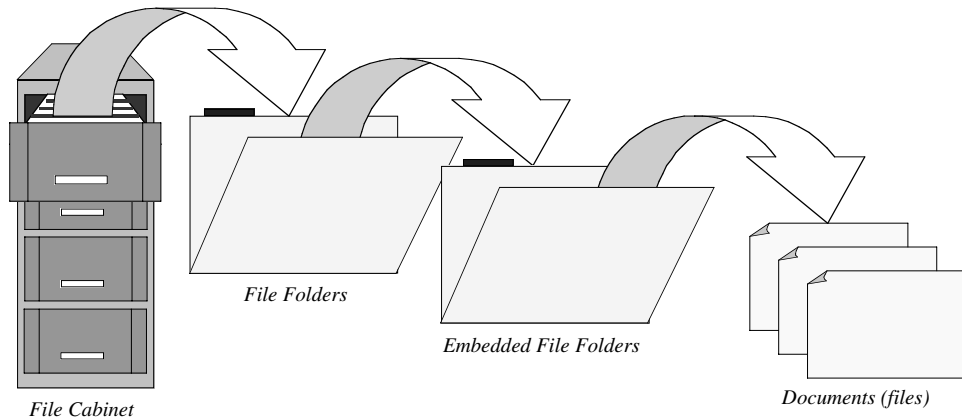 File Folders
Embedded File Folders
Documents (files)
File Cabinet